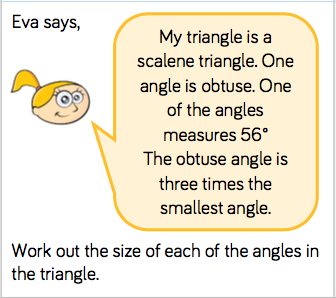 Eva says,
My triangle is a
scalene triangle. One
angle is obtuse. One
of the angles
measures 56°
The obtuse angle is
three times the
smallest angle.
Work out the size of each of the angles in
the triangle.